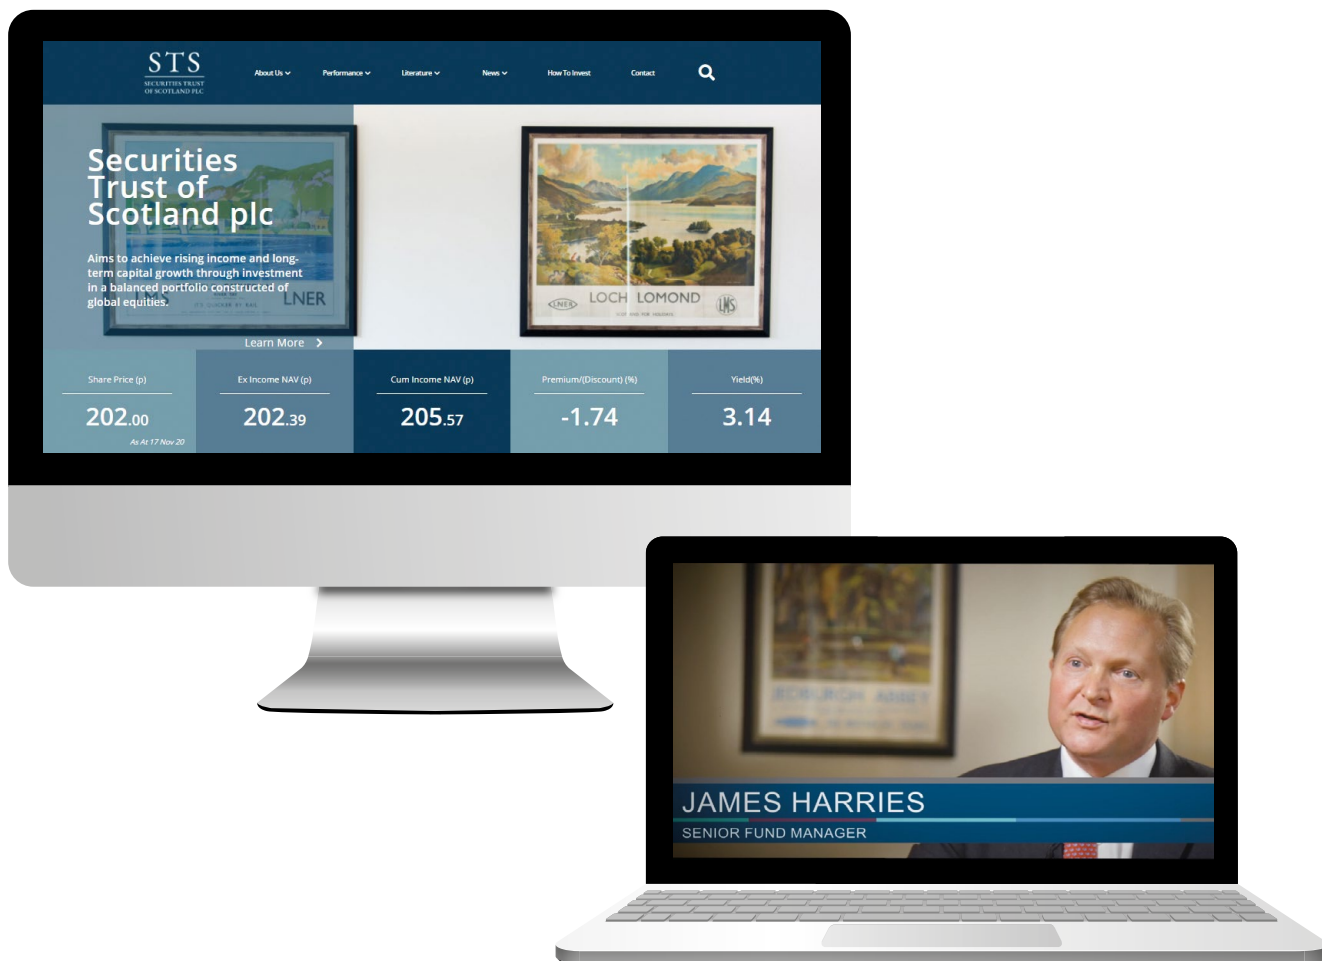 STS
SECURITIES TRUST
OF SCOTLAND PLC
About Us
Performance
Literature
News
How To Invest
Contact
Securities
Trust of
Scotland plc
Aims to achieve rising income and long-
term capital growth through investment
in a balanced portfolio constructed of
global equities.
LMS
LNER
Learn More
LNER
LOCH LOMOND
LMS
Share Price (p)
202.00
As At 17 Nov 20
Ex Income NAV (p)
202.39
Cum Income NAV (p)
205.57
Premium/(Discount) (%)
-1.74
Yield(%)
3.14
JEDBURGH ABBEY
JAMES HARRIES
SENIOR FUND MANAGER